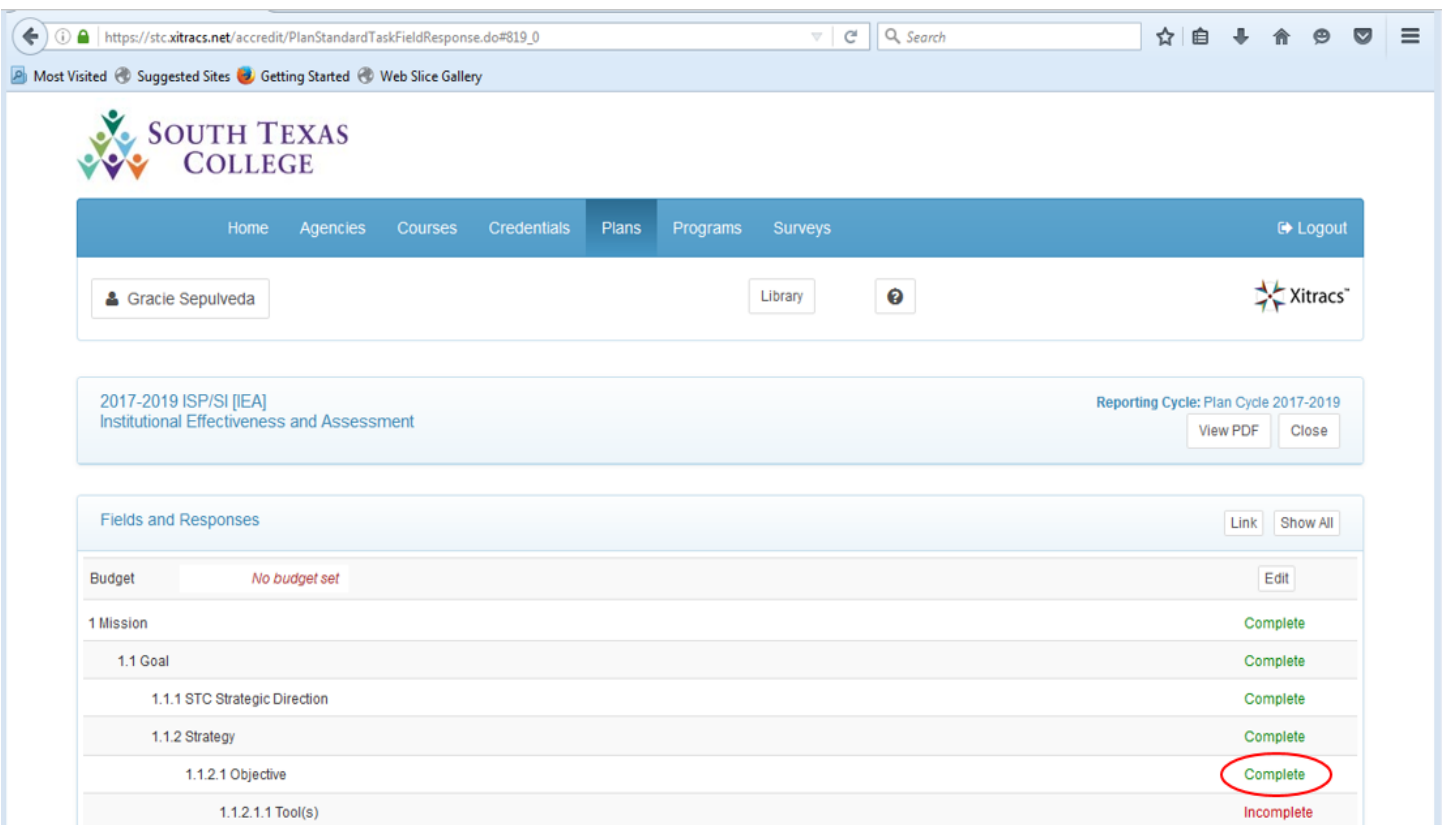 https://stc.xitracs.net/accredit/PlanStandardTaskFieldResponse.do#819_0
Search
Most Visited Suggested Sites Getting Started Web Slice Gallery
SOUTH TEXAS
COLLEGE
Home Agencies Courses Credentials Plans Programs Surveys Logout
Gracie Sepulveda Library Xitracs™
2017-2019 ISP/SI [IEA] Reporting Cycle: Plan Cycle 2017-2019
Institutional Effectiveness and Assessment
View PDF Close
Fields and Responses Link Show All
Budget No budget set Edit
1 Mission Complete
1.1 Goal Complete
1.1.1 STC Strategic Direction Complete
1.1.2 Strategy Complete
1.1.2.1 Objective Complete
1.1.2.1.1 Tool(s) Incomplete